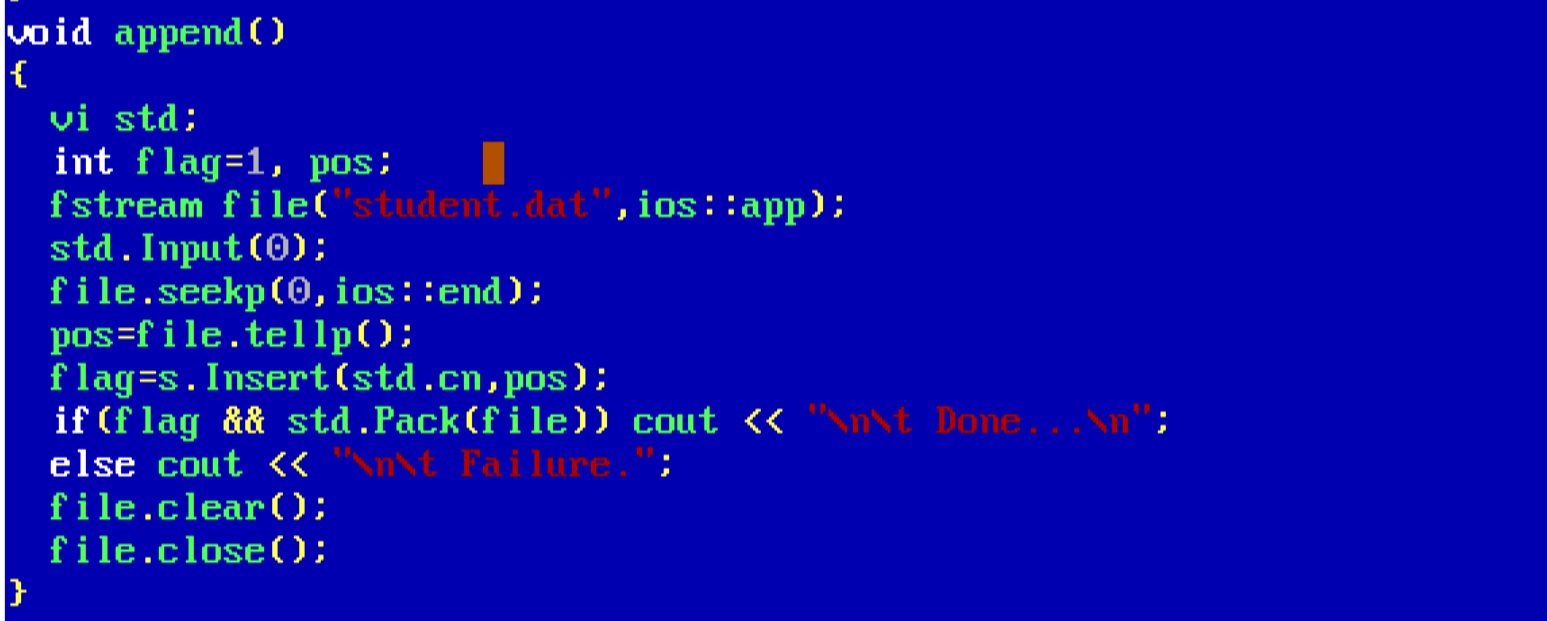 void append()
{
  vi std;
  int flag=1, pos;
  fstream file("student.dat",ios::app);
  std.Input(0);
  file.seekp(0,ios::end);
  pos=file.tellp();
  flag=s.Insert(std.cn,pos);
  if(flag && std.Pack(file)) cout << "\n\t Done...\n";
  else cout << "\n\t Failure.";
  file.clear();
  file.close();
}